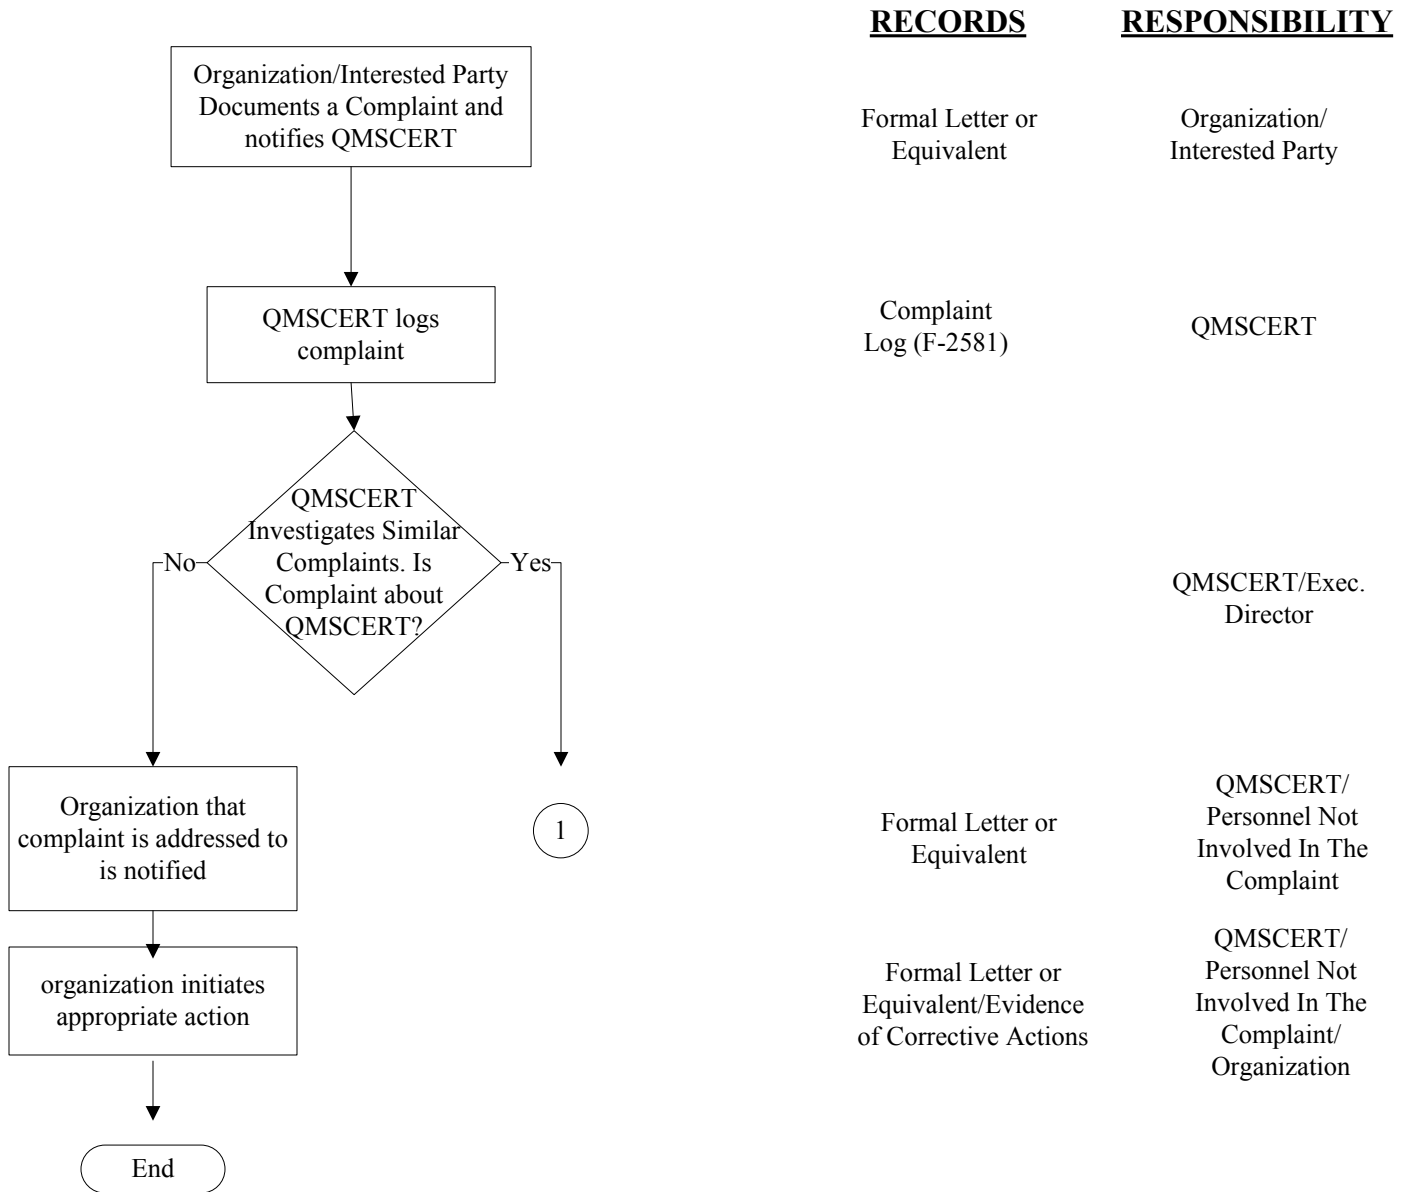 RECORDS
RESPONSIBILITY
Organization/Interested Party
Documents a Complaint and
notifies QMSCERT
Formal Letter or
Equivalent
Organization/
Interested Party
QMSCERT logs
complaint
Complaint
Log (F-2581)
QMSCERT
QMSCERT
Investigates Similar
Complaints. Is
Complaint about
QMSCERT?
No
Yes
QMSCERT/Exec.
Director
Organization that
complaint is addressed to
is notified
1
Formal Letter or
Equivalent
QMSCERT/
Personnel Not
Involved In The
Complaint
organization initiates
appropriate action
Formal Letter or
Equivalent/Evidence
of Corrective Actions
QMSCERT/
Personnel Not
Involved In The
Complaint/
Organization
End